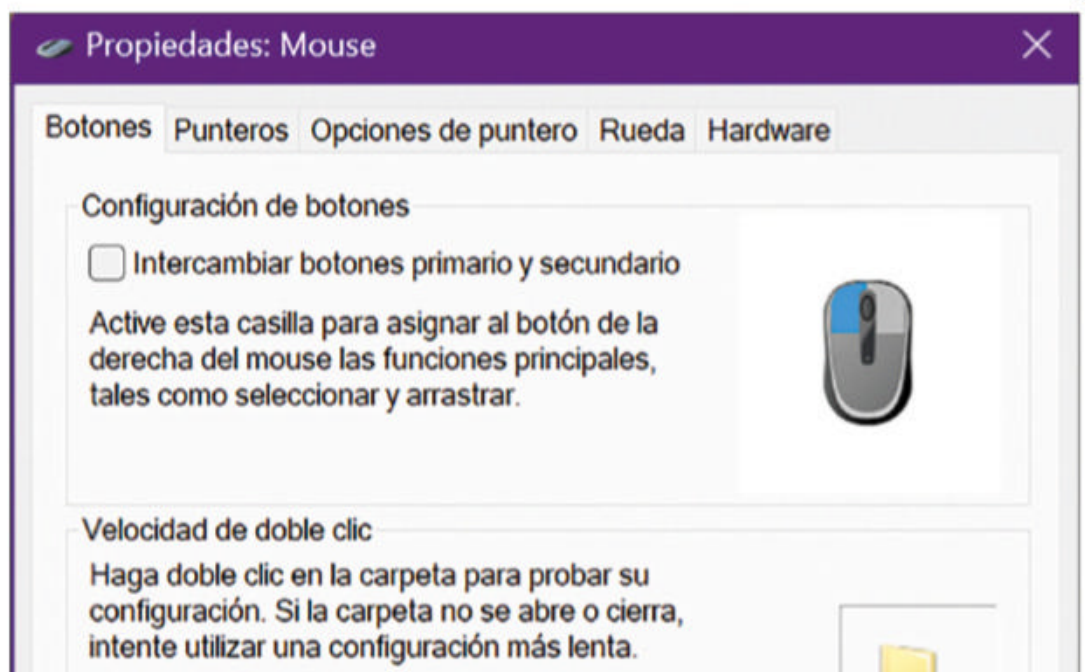 Propiedades: Mouse
Botones Punteros Opciones de puntero Rueda Hardware
Configuración de botones
Intercambiar botones primario y secundario
Active esta casilla para asignar al botón de la
derecha del mouse las funciones principales,
tales como seleccionar y arrastrar.
Velocidad de doble clic
Haga doble clic en la carpeta para probar su
configuración. Si la carpeta no se abre o cierra,
intente utilizar una configuración más lenta.